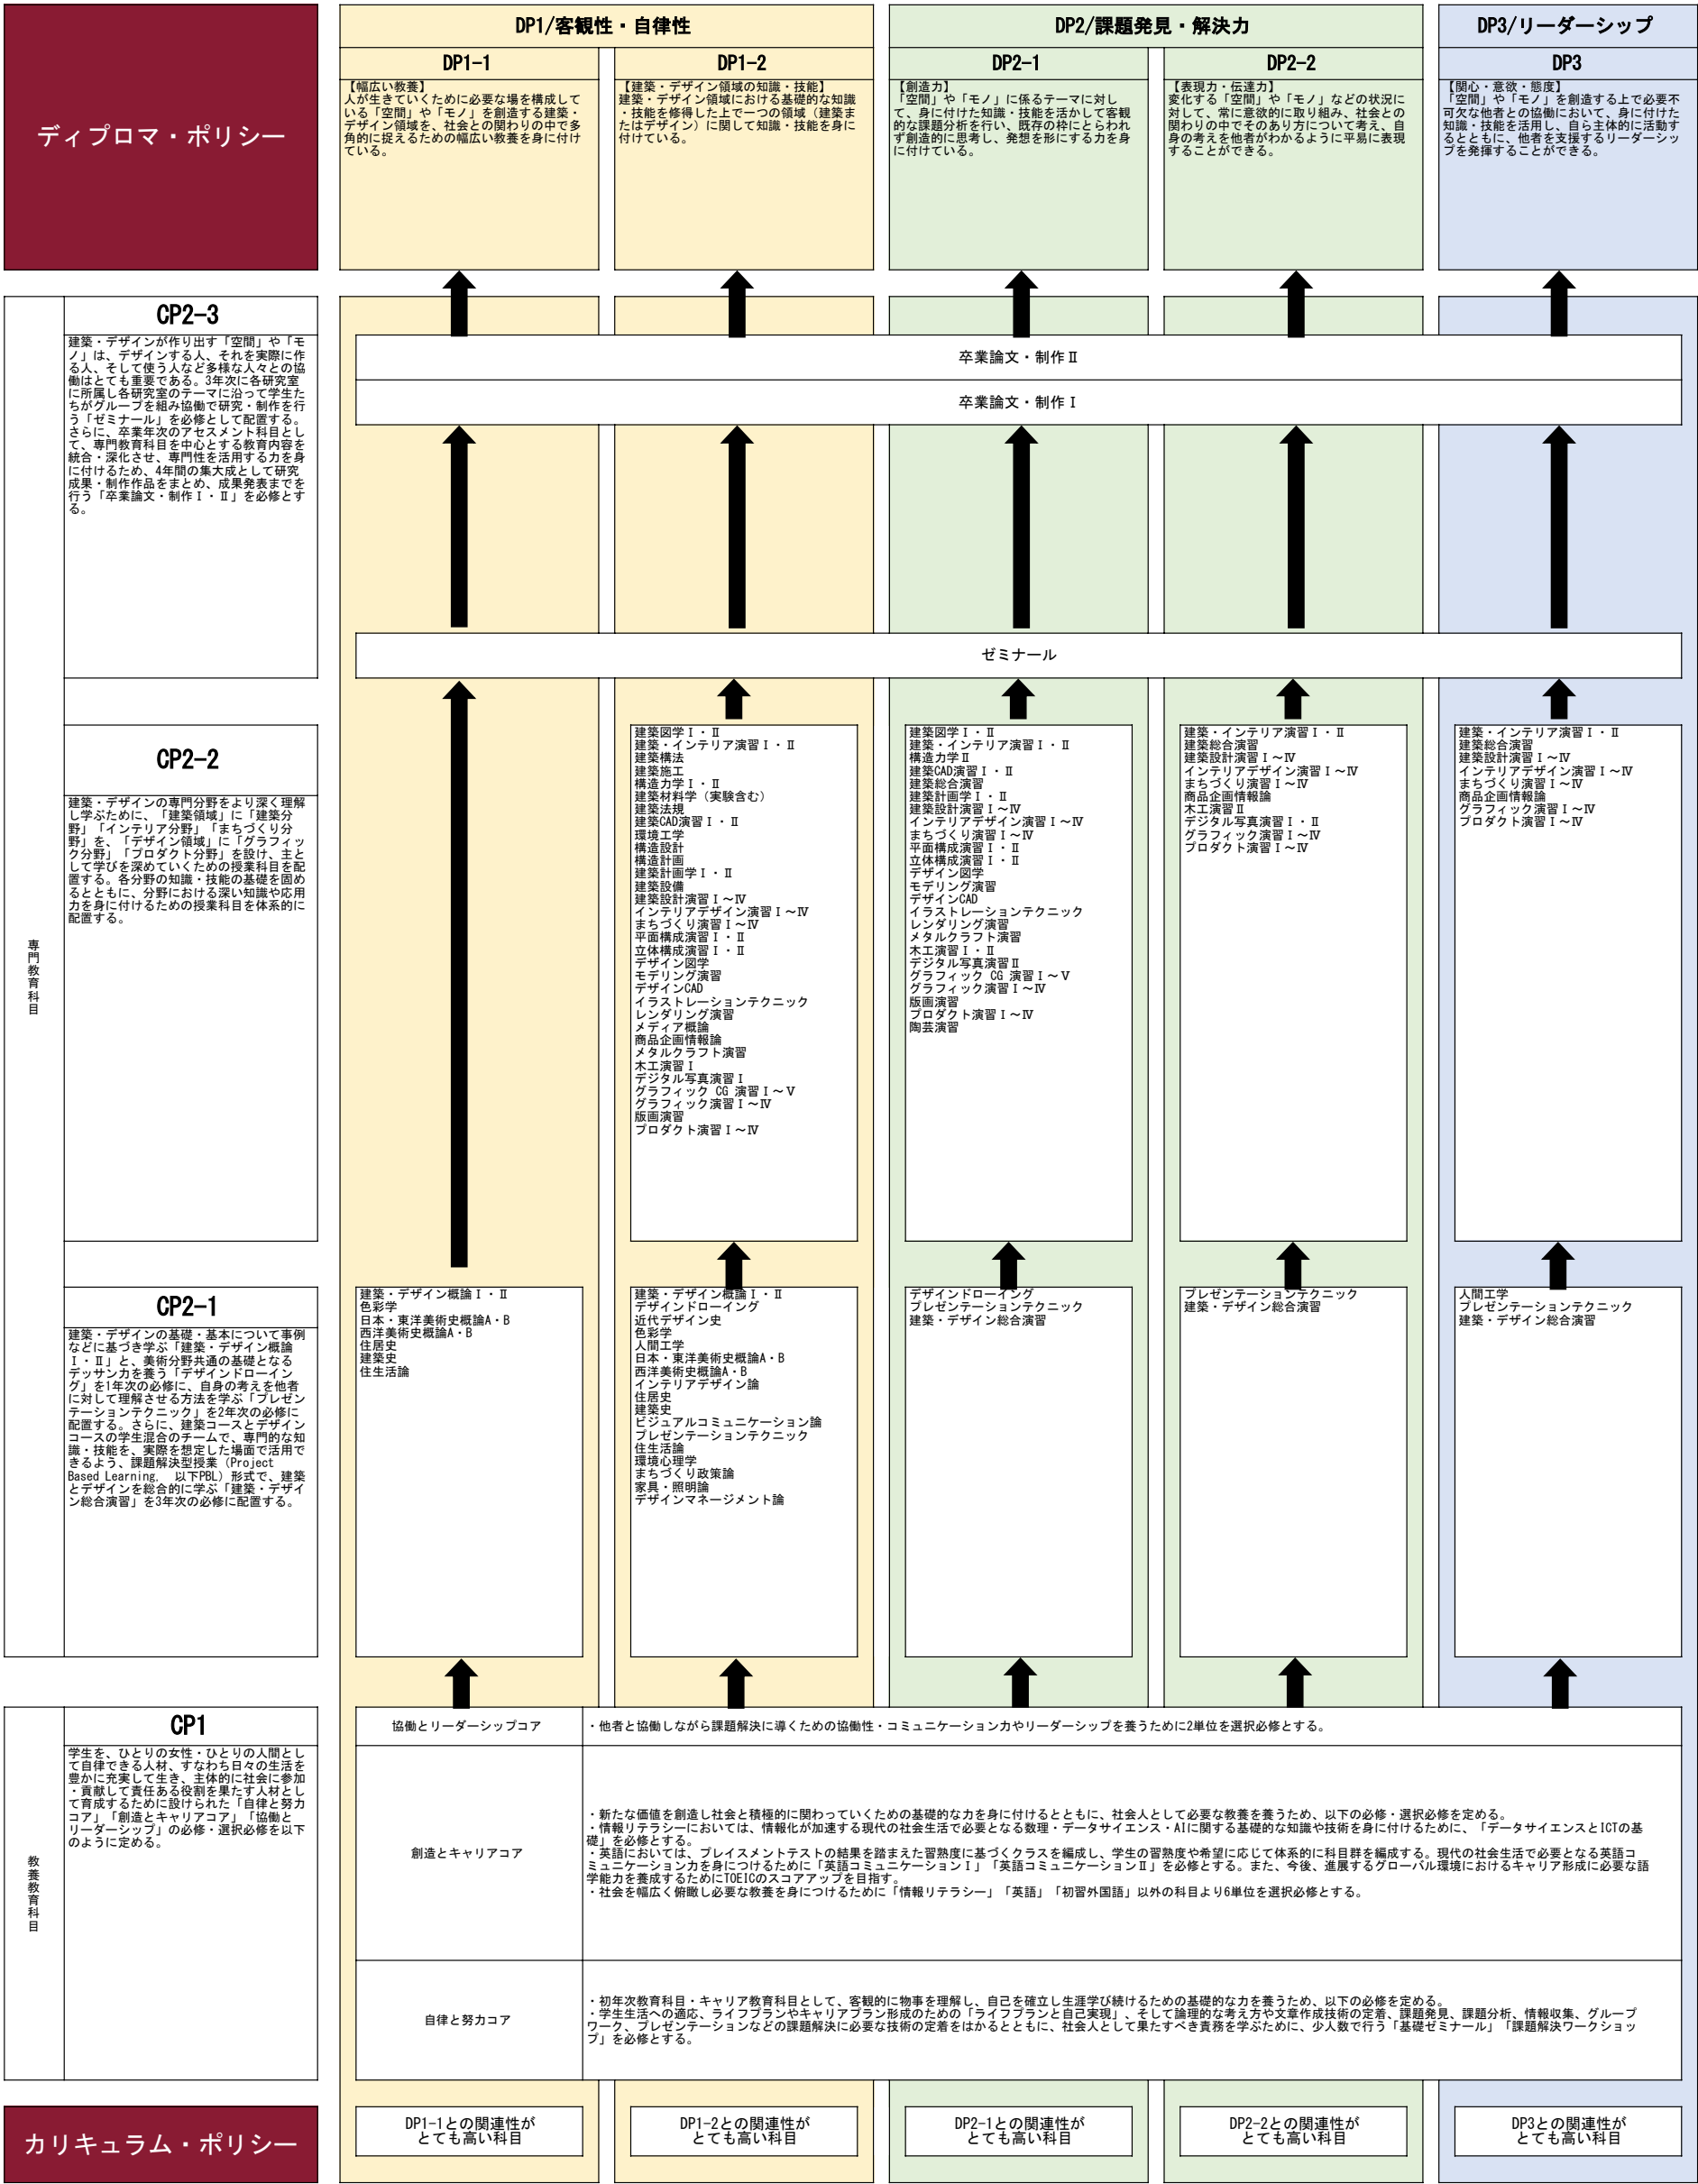 ディプロマ・ポリシー
DP1/客観性・自律性
DP2/課題発見・解決力
DP3/リーダーシップ
DP1-1
【幅広い教養】
人が生きていくために必要な場を構成して
いる「空間」や「モノ」を創造する建築・
デザイン領域を、社会との関わりの中で多
角的に捉えるための幅広い教養を身に付け
ている。
DP1-2
【建築・デザイン領域の知識・技能】
建築・デザイン領域における基礎的な知識
・技能を修得した上で一つの領域（建築ま
たはデザイン）に関して知識・技能を身に
付けている。
DP2-1
【創造力】
「空間」や「モノ」に係るテーマに対し
て、身に付けた知識・技能を活かして客観
的な課題分析を行い、既存の枠にとらわれ
ず創造的に思考し、発想を形にする力を身
に付けている。
DP2-2
【表現力・伝達力】
変化する「空間」や「モノ」などの状況に
対して、常に意欲的に取り組み、社会との
関わりの中でそのあり方について考え、自
身の考えを他者がわかるように平易に表現
することができる。
DP3
【関心・意欲・態度】
「空間」や「モノ」を創造する上で必要不
可欠な他者との協働において、身に付けた
知識・技能を活用し、自ら主体的に活動す
るとともに、他者を支援するリーダーシッ
プを発揮することができる。
専門教育科目
CP2-3
建築・デザインが作り出す「空間」や「モ
ノ」は、デザインする人、それを実際に作
る人、そして使う人など多様な人々との協
働はとても重要である。3年次に各研究室
に所属し各研究室のテーマに沿って学生た
ちがグループを組み協働で研究・制作を行
う「ゼミナール」を必修として配置する。
さらに、卒業年次のアセスメント科目とし
て、専門教育科目を中心とする教育内容を
統合・深化させ、専門性を活用する力を身
に付けるため、4年間の集大成として研究
成果・制作作品をまとめ、成果発表までを
行う「卒業論文・制作Ⅰ・Ⅱ」を必修とす
る。
卒業論文・制作Ⅱ
卒業論文・制作Ⅰ
ゼミナール
CP2-2
建築・デザインの専門分野をより深く理解
し学ぶために、「建築領域」に「建築分
野」「インテリア分野」「まちづくり分
野」を、「デザイン領域」に「グラフィッ
ク分野」「プロダクト分野」を設け、主と
して学びを深めていくための授業科目を配
置する。各分野の知識・技能の基礎を固め
るとともに、分野における深い知識や応用
力を身に付けるための授業科目を体系的に
配置する。
建築図学Ⅰ・Ⅱ
建築・インテリア演習Ⅰ・Ⅱ
建築構法
建築施工
構造力学Ⅰ・Ⅱ
建築材料学（実験含む）
建築法規
建築CAD演習Ⅰ・Ⅱ
環境工学
構造設計
構造計画
建築計画学Ⅰ・Ⅱ
建築設備
建築設計演習Ⅰ～Ⅳ
インテリアデザイン演習Ⅰ～Ⅳ
まちづくり演習Ⅰ～Ⅳ
平面構成演習Ⅰ・Ⅱ
立体構成演習Ⅰ・Ⅱ
デザイン図学
モデリング演習
デザインCAD
イラストレーションテクニック
レンダリング演習
メディア概論
商品企画情報論
メタルクラフト演習
木工演習Ⅰ
デジタル写真演習Ⅰ
グラフィック CG 演習Ⅰ～Ⅴ
グラフィック演習Ⅰ～Ⅳ
版画演習
プロダクト演習Ⅰ～Ⅳ
建築図学Ⅰ・Ⅱ
建築・インテリア演習Ⅰ・Ⅱ
構造力学Ⅱ
建築CAD演習Ⅰ・Ⅱ
建築総合演習
建築計画学Ⅰ・Ⅱ
建築設計演習Ⅰ～Ⅳ
インテリアデザイン演習Ⅰ～Ⅳ
まちづくり演習Ⅰ～Ⅳ
平面構成演習Ⅰ・Ⅱ
立体構成演習Ⅰ・Ⅱ
デザイン図学
モデリング演習
デザインCAD
イラストレーションテクニック
レンダリング演習
メタルクラフト演習
木工演習Ⅰ・Ⅱ
デジタル写真演習Ⅱ
グラフィック CG 演習Ⅰ～Ⅴ
グラフィック演習Ⅰ～Ⅳ
版画演習
プロダクト演習Ⅰ～Ⅳ
陶芸演習
建築・インテリア演習Ⅰ・Ⅱ
建築総合演習
建築設計演習Ⅰ～Ⅳ
インテリアデザイン演習Ⅰ～Ⅳ
まちづくり演習Ⅰ～Ⅳ
商品企画情報論
木工演習Ⅱ
デジタル写真演習Ⅰ・Ⅱ
グラフィック演習Ⅰ～Ⅳ
プロダクト演習Ⅰ～Ⅳ
建築・インテリア演習Ⅰ・Ⅱ
建築総合演習
建築設計演習Ⅰ～Ⅳ
インテリアデザイン演習Ⅰ～Ⅳ
まちづくり演習Ⅰ～Ⅳ
商品企画情報論
グラフィック演習Ⅰ～Ⅳ
プロダクト演習Ⅰ～Ⅳ
CP2-1
建築・デザインの基礎・基本について事例
などに基づき学ぶ「建築・デザイン概論
Ⅰ・Ⅱ」と、美術分野共通の基礎となる
デッサン力を養う「デザインドローイン
グ」を1年次の必修に、自身の考えを他者
に対して理解させる方法を学ぶ「プレゼン
テーションテクニック」を2年次の必修に
配置する。さらに、建築コースとデザイン
コースの学生混合のチームで、専門的な知
識・技能を、実際を想定した場面で活用で
きるよう、課題解決型授業（Project
Based Learning.　以下PBL）形式で、建築
とデザインを総合的に学ぶ「建築・デザイ
ン総合演習」を3年次の必修に配置する。
建築・デザイン概論Ⅰ・Ⅱ
色彩学
日本・東洋美術史概論A・B
西洋美術史概論A・B
住居史
建築史
住生活論
建築・デザイン概論Ⅰ・Ⅱ
デザインドローイング
近代デザイン史
色彩学
人間工学
日本・東洋美術史概論A・B
西洋美術史概論A・B
インテリアデザイン論
住居史
建築史
ビジュアルコミュニケーション論
プレゼンテーションテクニック
住生活論
環境心理学
まちづくり政策論
家具・照明論
デザインマネージメント論
デザインドローイング
プレゼンテーションテクニック
建築・デザイン総合演習
プレゼンテーションテクニック
建築・デザイン総合演習
人間工学
プレゼンテーションテクニック
建築・デザイン総合演習
教養教育科目
CP1
学生を、ひとりの女性・ひとりの人間とし
て自律できる人材、すなわち日々の生活を
豊かに充実して生き、主体的に社会に参加
・貢献して責任ある役割を果たす人材とし
て育成するために設けられた「自律と努力
コア」「創造とキャリアコア」「協働と
リーダーシップ」の必修・選択必修を以下
のように定める。
協働とリーダーシップコア
・他者と協働しながら課題解決に導くための協働性・コミュニケーション力やリーダーシップを養うために2単位を選択必修とする。
創造とキャリアコア
・新たな価値を創造し社会と積極的に関わっていくための基礎的な力を身に付けるとともに、社会人として必要な教養を養うため、以下の必修・選択必修を定める。
・情報リテラシーにおいては、情報化が加速する現代の社会生活で必要となる数理・データサイエンス・AIに関する基礎的な知識や技術を身に付けるために、「データサイエンスとICTの基
礎」を必修とする。
・英語においては、プレイスメントテストの結果を踏まえた習熟度に基づくクラスを編成し、学生の習熟度や希望に応じて体系的に科目群を編成する。現代の社会生活で必要となる英語コ
ミュニケーション力を身につけるために「英語コミュニケーションⅠ」「英語コミュニケーションⅡ」を必修とする。また、今後、進展するグローバル環境におけるキャリア形成に必要な語
学能力を養成するためにTOEICのスコアアップを目指す。
・社会を幅広く俯瞰し必要な教養を身につけるために「情報リテラシー」「英語」「初習外国語」以外の科目より6単位を選択必修とする。
自律と努力コア
・初年次教育科目・キャリア教育科目として、客観的に物事を理解し、自己を確立し生涯学び続けるための基礎的な力を養うため、以下の必修を定める。
・学生生活への適応、ライフプランやキャリアプラン形成のための「ライフプランと自己実現」、そして論理的な考え方や文章作成技術の定着、課題発見、課題分析、情報収集、グループ
ワーク、プレゼンテーションなどの課題解決に必要な技術の定着をはかるとともに、社会人として果たすべき責務を学ぶために、少人数で行う「基礎ゼミナール」「課題解決ワークショッ
プ」を必修とする。
カリキュラム・ポリシー
DP1-1との関連性が
とても高い科目
DP1-2との関連性が
とても高い科目
DP2-1との関連性が
とても高い科目
DP2-2との関連性が
とても高い科目
DP3との関連性が
とても高い科目